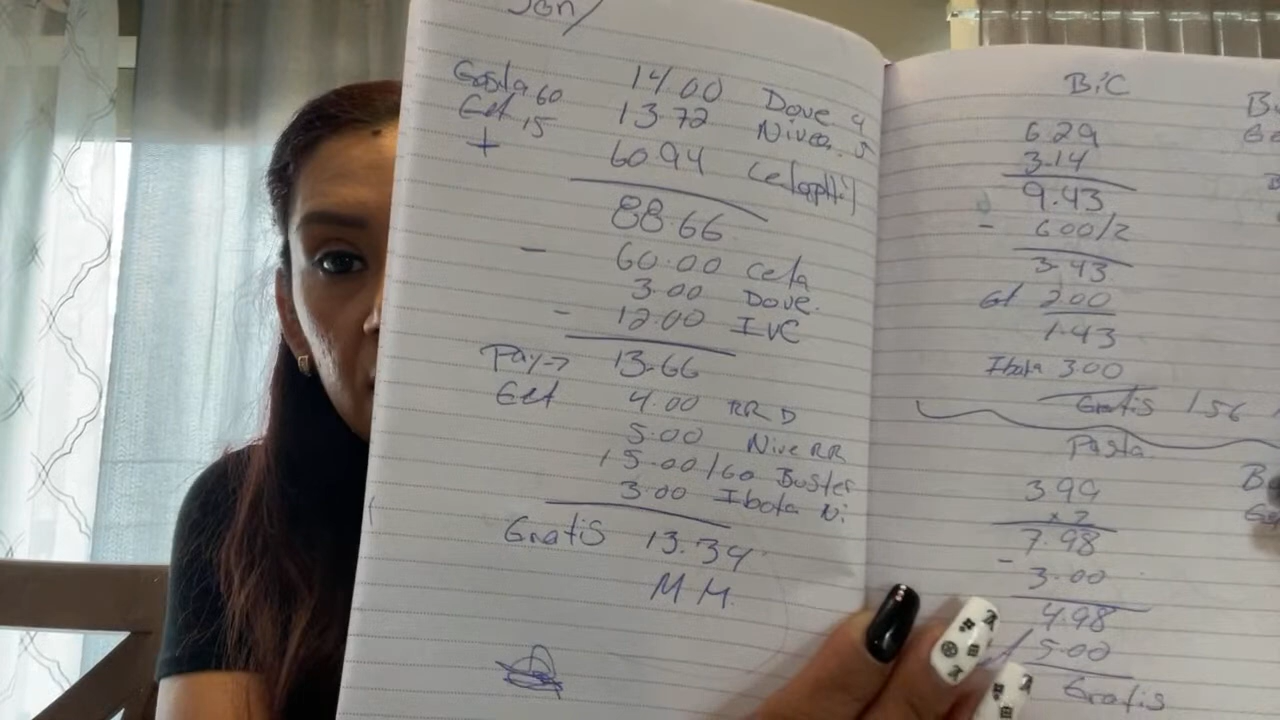 Jan/
Gasta 60 14.00 Dove 4
Get 15 13.72 Nivea. 5
+ 60.94 Cetaphil
88.66
- 60.00 Ceta
3.00 Dove.
- 12.00 IVC
Pay-> 13.66
Get 4.00 RR D
5.00 Nive RR
15.00/60 Buster
3.00 Ibota Ni.
Gratis 13.34
M M.
BiC
6.29
3.14
9.43
- 6.00/2
3.43
Gt 2.00
1.43
Ibota 3.00
Gratis 1.56
Pasta
3.99
x 2
7.98
- 3.00
4.98
5.00
Gratis